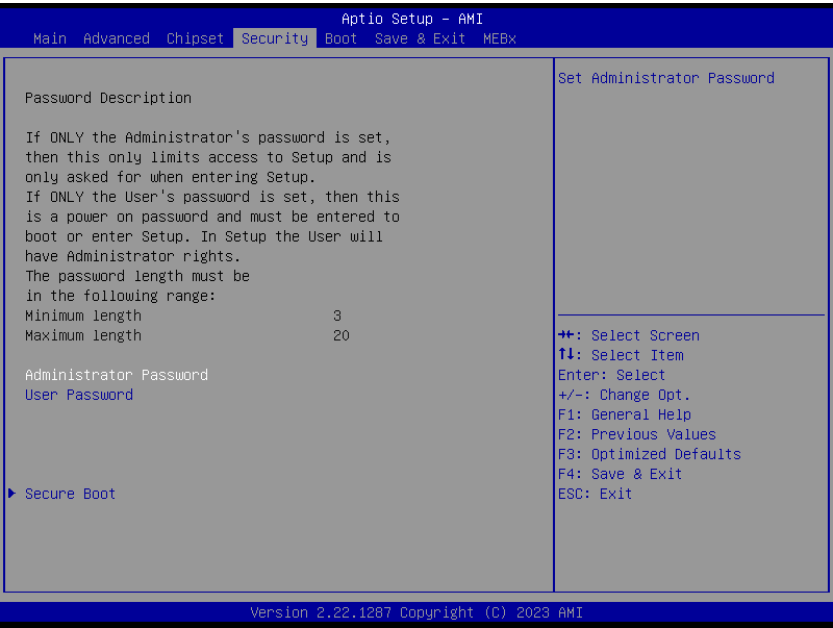 Aptio Setup – AMI
Main Advanced Chipset Security Boot Save & Exit MEBx
Password Description
If ONLY the Administrator's password is set,
then this only limits access to Setup and is
only asked for when entering Setup.
If ONLY the User's password is set, then this
is a power on password and must be entered to
boot or enter Setup. In Setup the User will
have Administrator rights.
The password length must be
in the following range:
Minimum length 3
Maximum length 20
Administrator Password
User Password
Secure Boot
Set Administrator Password
→←: Select Screen
↑↓: Select Item
Enter: Select
+/-: Change Opt.
F1: General Help
F2: Previous Values
F3: Optimized Defaults
F4: Save & Exit
ESC: Exit
Version 2.22.1287 Copyright (C) 2023 AMI